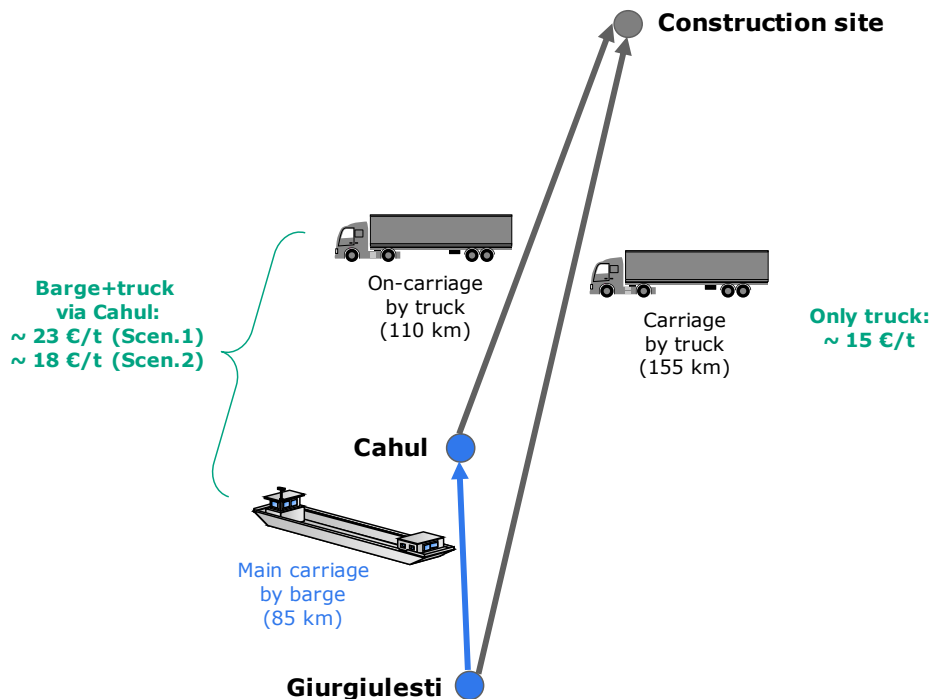 Construction site
On-carriage
by truck
(110 km)
Barge+truck
via Cahul:
~ 23 €/t (Scen.1)
~ 18 €/t (Scen.2)
Carriage
by truck
(155 km)
Only truck:
~ 15 €/t
Cahul
Main carriage
by barge
(85 km)
Giurgiulesti